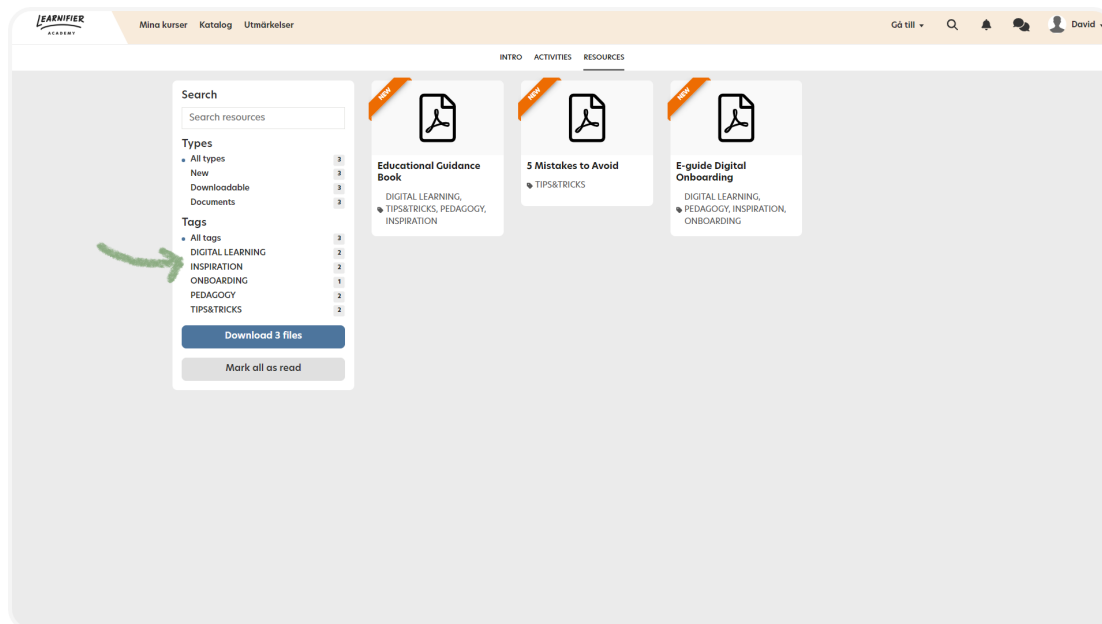 LEARNIFIER
ACADEMY
Mina kurser Katalog Utmärkelser
Gå till
David
INTRO ACTIVITIES RESOURCES
Search
Search resources
Types
All types 3
New 3
Downloadable 3
Documents 3
Tags
All tags 3
DIGITAL LEARNING 2
INSPIRATION 2
ONBOARDING 1
PEDAGOGY 2
TIPS&TRICKS 2
Download 3 files
Mark all as read
NEW
Educational Guidance
Book
DIGITAL LEARNING,
TIPS&TRICKS, PEDAGOGY,
INSPIRATION
NEW
5 Mistakes to Avoid
TIPS&TRICKS
NEW
E-guide Digital
Onboarding
DIGITAL LEARNING,
PEDAGOGY, INSPIRATION,
ONBOARDING